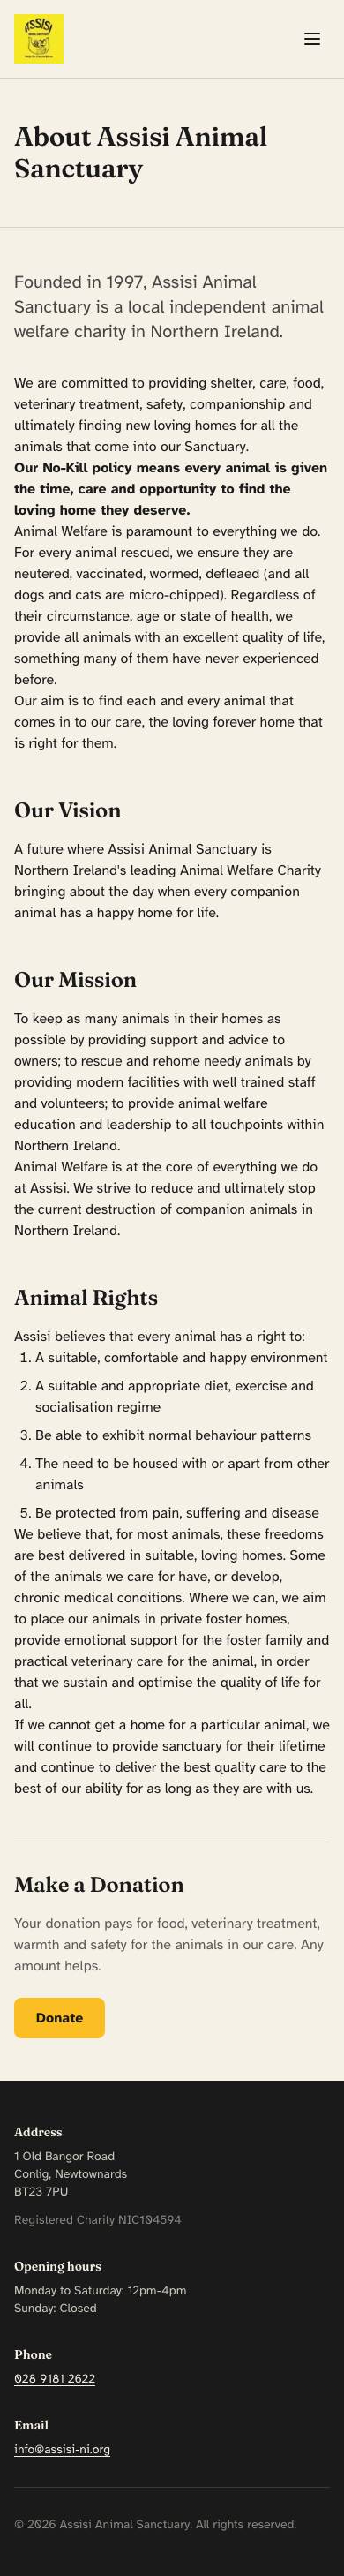 ASSISI
About Assisi Animal
Sanctuary
Founded in 1997, Assisi Animal
Sanctuary is a local independent animal
welfare charity in Northern Ireland.
We are committed to providing shelter, care, food,
veterinary treatment, safety, companionship and
ultimately finding new loving homes for all the
animals that come into our Sanctuary.
Our No-Kill policy means every animal is given
the time, care and opportunity to find the
loving home they deserve.
Animal Welfare is paramount to everything we do.
For every animal rescued, we ensure they are
neutered, vaccinated, wormed, defleaed (and all
dogs and cats are micro-chipped). Regardless of
their circumstance, age or state of health, we
provide all animals with an excellent quality of life,
something many of them have never experienced
before.
Our aim is to find each and every animal that
comes in to our care, the loving forever home that
is right for them.
Our Vision
A future where Assisi Animal Sanctuary is
Northern Ireland's leading Animal Welfare Charity
bringing about the day when every companion
animal has a happy home for life.
Our Mission
To keep as many animals in their homes as
possible by providing support and advice to
owners; to rescue and rehome needy animals by
providing modern facilities with well trained staff
and volunteers; to provide animal welfare
education and leadership to all touchpoints within
Northern Ireland.
Animal Welfare is at the core of everything we do
at Assisi. We strive to reduce and ultimately stop
the current destruction of companion animals in
Northern Ireland.
Animal Rights
Assisi believes that every animal has a right to:
1. A suitable, comfortable and happy environment
2. A suitable and appropriate diet, exercise and
socialisation regime
3. Be able to exhibit normal behaviour patterns
4. The need to be housed with or apart from other
animals
5. Be protected from pain, suffering and disease
We believe that, for most animals, these freedoms
are best delivered in suitable, loving homes. Some
of the animals we care for have, or develop,
chronic medical conditions. Where we can, we aim
to place our animals in private foster homes,
provide emotional support for the foster family and
practical veterinary care for the animal, in order
that we sustain and optimise the quality of life for
all.
If we cannot get a home for a particular animal, we
will continue to provide sanctuary for their lifetime
and continue to deliver the best quality care to the
best of our ability for as long as they are with us.
Make a Donation
Your donation pays for food, veterinary treatment,
warmth and safety for the animals in our care. Any
amount helps.
Donate
Address
1 Old Bangor Road
Conlig, Newtownards
BT23 7PU
Registered Charity NIC104594
Opening hours
Monday to Saturday: 12pm-4pm
Sunday: Closed
Phone
028 9181 2622
Email
info@assisi-ni.org
© 2026 Assisi Animal Sanctuary. All rights reserved.